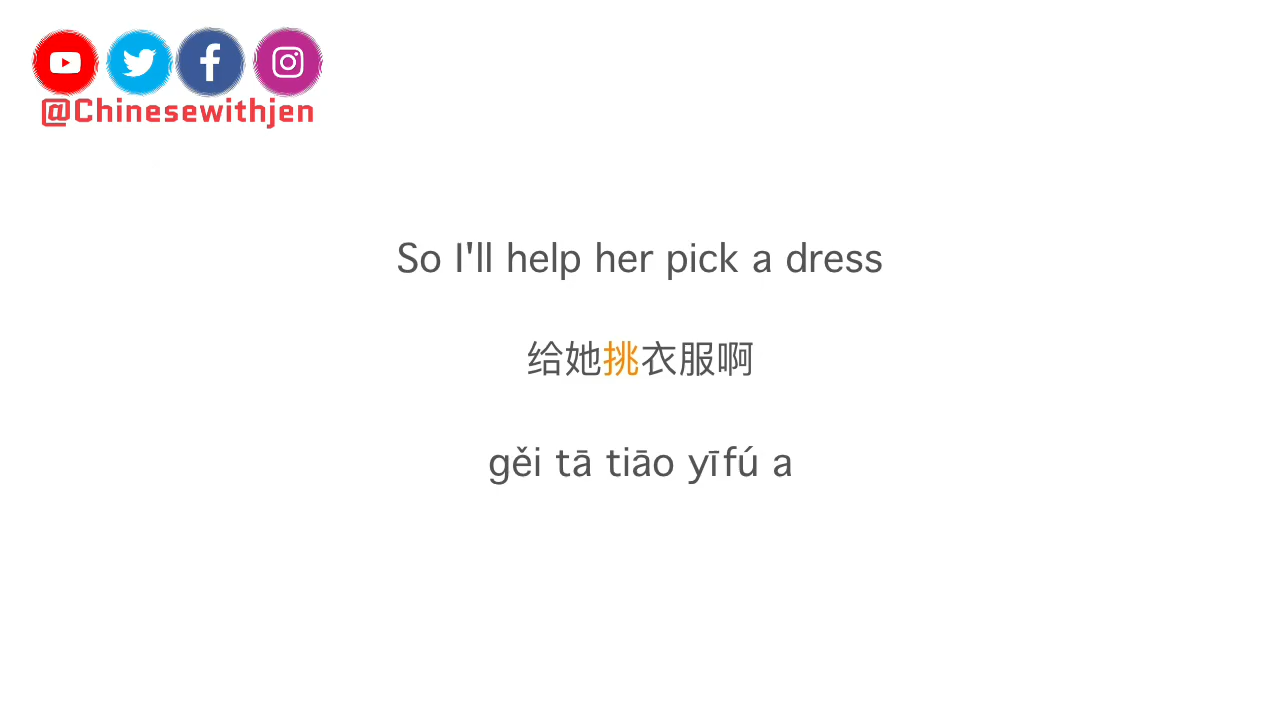 @Chinesewithjen
So I'll help her pick a dress
给她挑衣服啊
gěi tā tiāo yīfú a